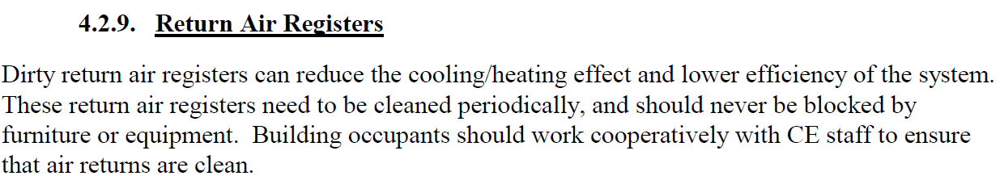 4.2.9. Return Air Registers
Dirty return air registers can reduce the cooling/heating effect and lower efficiency of the system.
These return air registers need to be cleaned periodically, and should never be blocked by
furniture or equipment.  Building occupants should work cooperatively with CE staff to ensure
that air returns are clean.